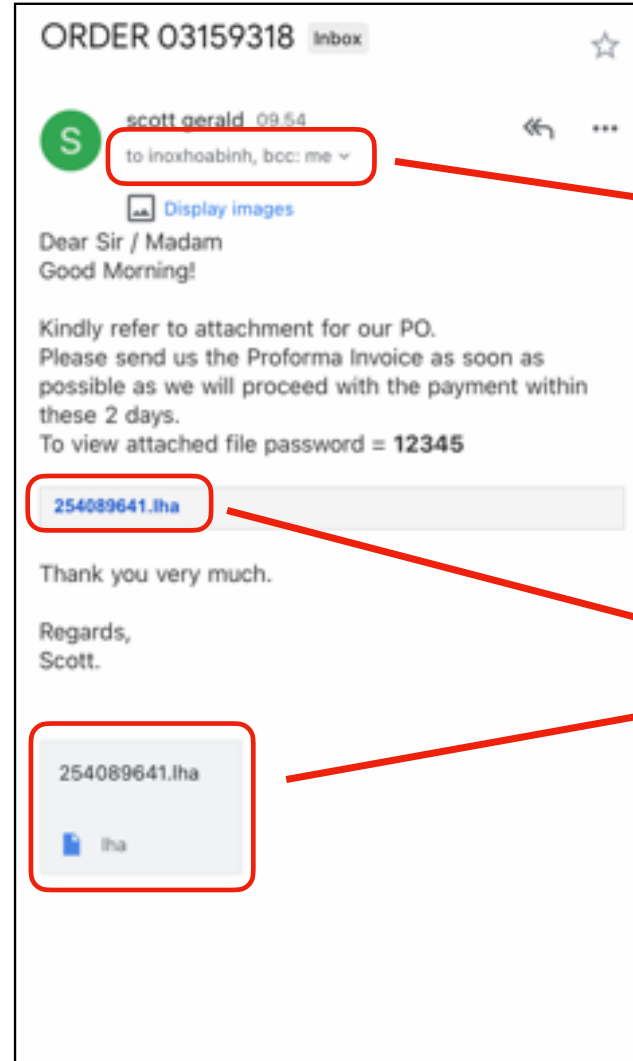 ORDER 03159318 Inbox
S
scott gerald 09.54
to inoxhoabinh, bcc: me
Display images
Dear Sir / Madam
Good Morning!
Kindly refer to attachment for our PO.
Please send us the Proforma Invoice as soon as
possible as we will proceed with the payment within
these 2 days.
To view attached file password = 12345
254089641.lha
Thank you very much.
Regards,
Scott.
254089641.lha
lha